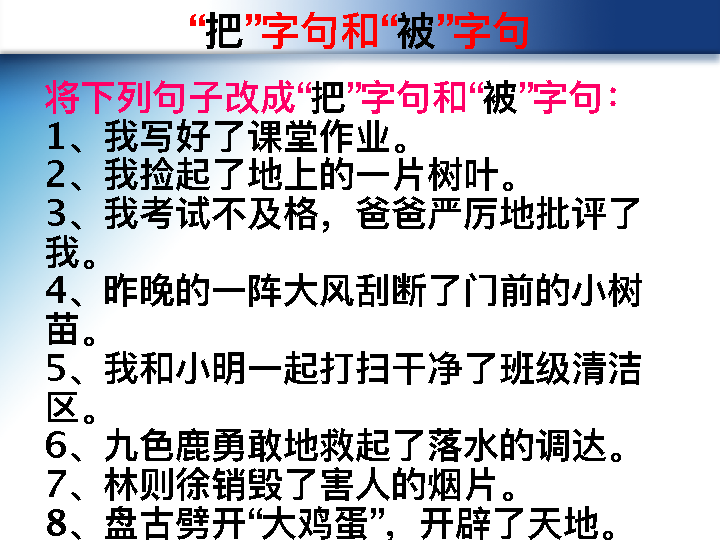 “把”字句和“被”字句
将下列句子改成“把”字句和“被”字句：
1、我写好了课堂作业。
2、我捡起了地上的一片树叶。
3、我考试不及格，爸爸严厉地批评了
我。
4、昨晚的一阵大风刮断了门前的小树
苗。
5、我和小明一起打扫干净了班级清洁
区。
6、九色鹿勇敢地救起了落水的调达。
7、林则徐销毁了害人的烟片。
8、盘古劈开“大鸡蛋”，开辟了天地。